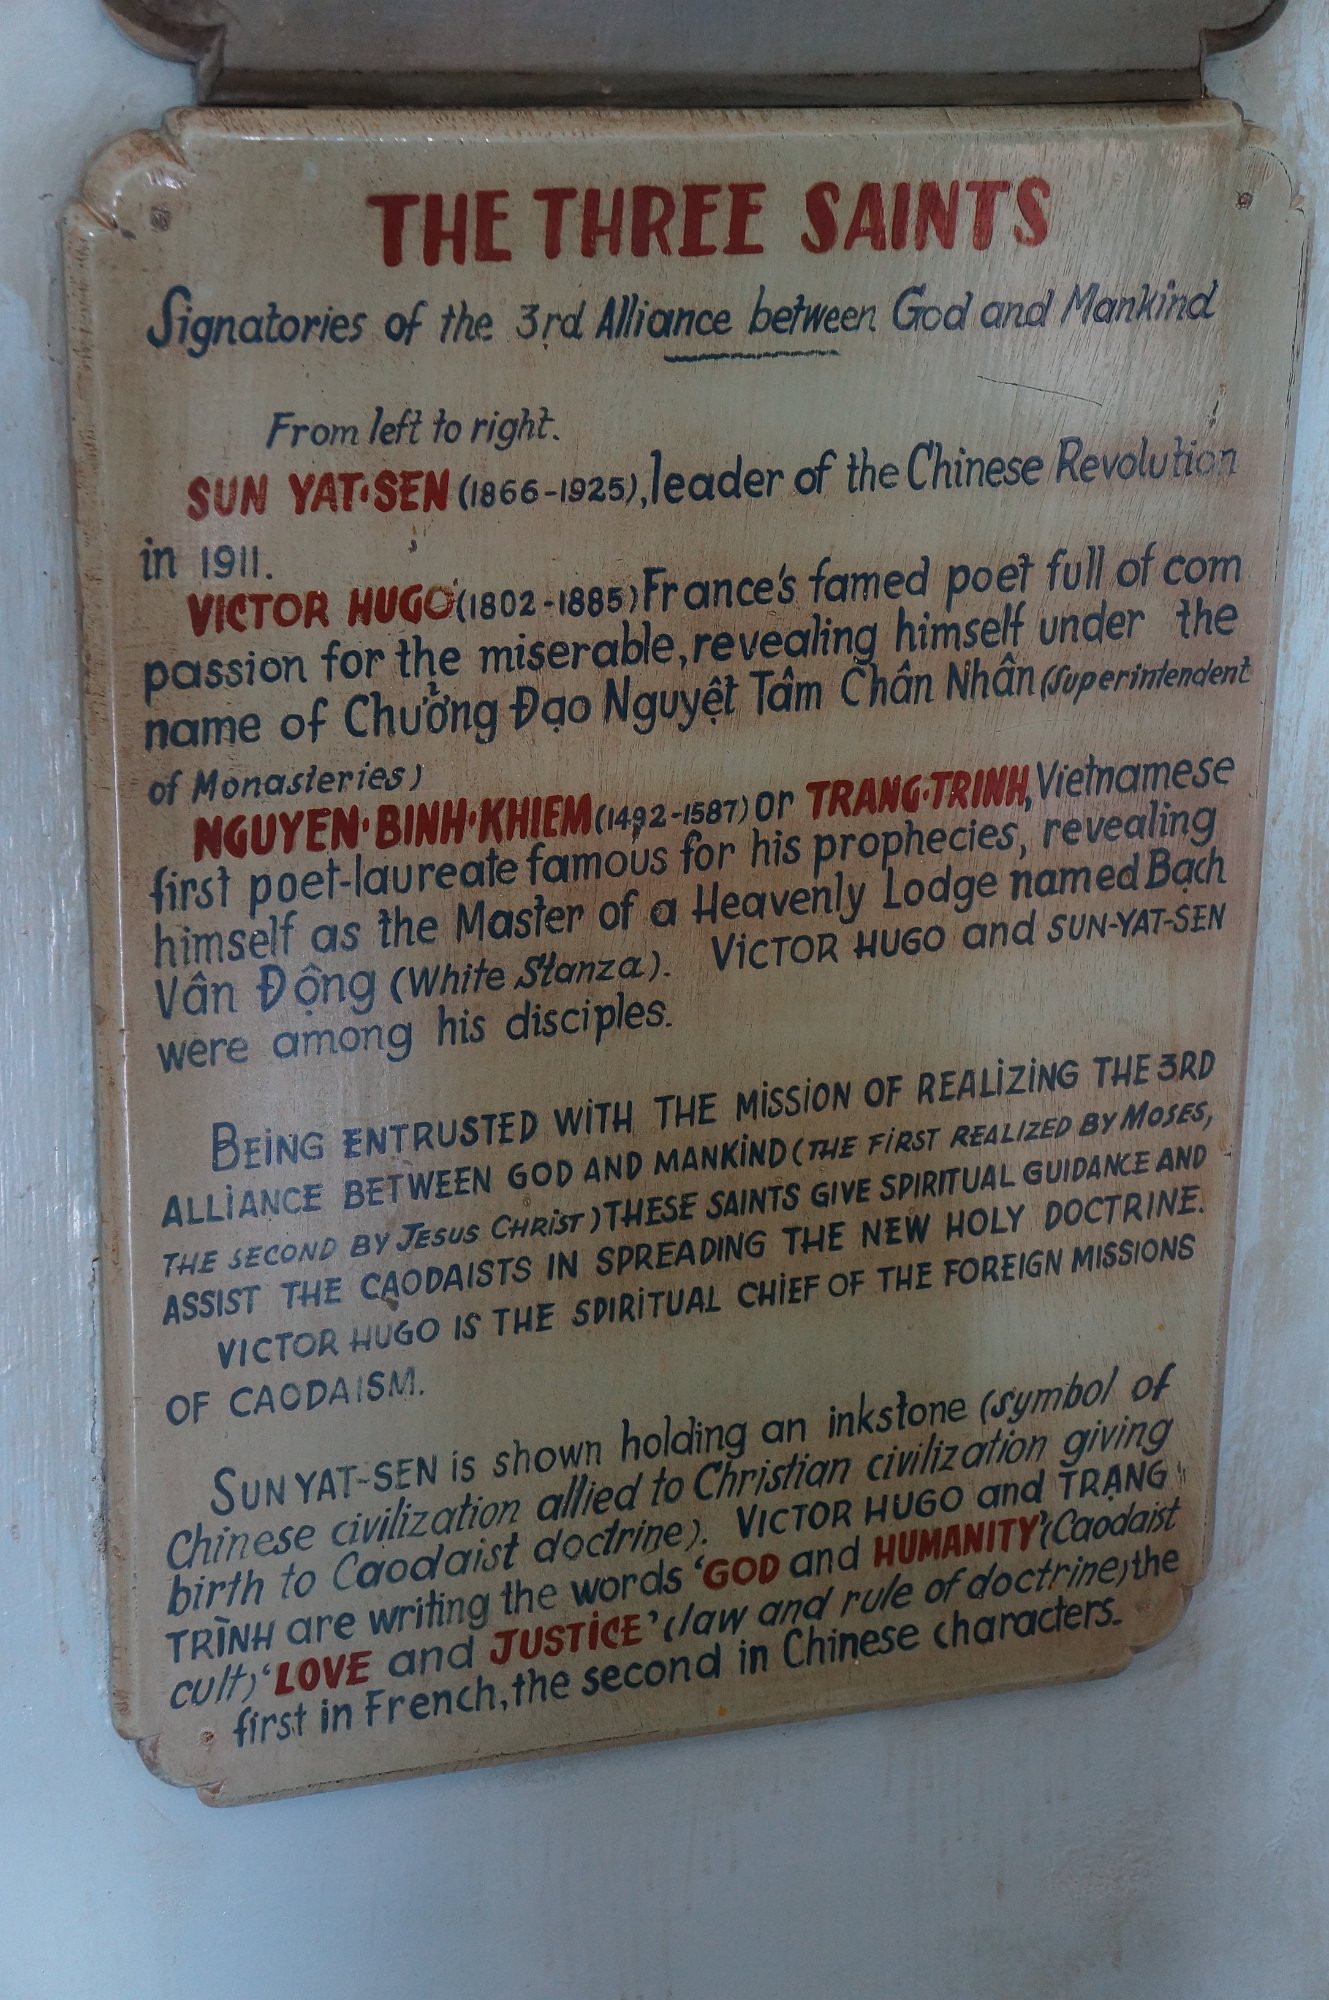 THE THREE SAINTS
Signatories of the 3rd Alliance between God and Mankind
From left to right.
SUN YAT-SEN (1866-1925), leader of the Chinese Revolution
in 1911.
VICTOR HUGO (1802-1885) France's famed poet full of com
passion for the miserable, revealing himself under the
name of Chưởng Đạo Nguyệt Tâm Chân Nhân (Superintendent
of Monasteries)
NGUYEN-BINH-KHIEM (1492-1587) or TRANG-TRINH, Vietnamese
first poet-laureate famous for his prophecies, revealing
himself as the Master of a Heavenly Lodge named Bạch
Vân Động (White Stanza). VICTOR HUGO and SUN-YAT-SEN
were among his disciples.
BEING ENTRUSTED WITH THE MISSION OF REALIZING THE 3RD
ALLIANCE BETWEEN GOD AND MANKIND (THE FIRST REALIZED BY MOSES,
THE SECOND BY JESUS CHRIST) THESE SAINTS GIVE SPIRITUAL GUIDANCE AND
ASSIST THE CAODAISTS IN SPREADING THE NEW HOLY DOCTRINE.
VICTOR HUGO IS THE SPIRITUAL CHIEF OF THE FOREIGN MISSIONS
OF CAODAISM.
SUN YAT-SEN is shown holding an inkstone (symbol of
Chinese civilization allied to Christian civilization giving
birth to Caodaist doctrine). VICTOR HUGO and TRẠNG
TRÌNH are writing the words 'GOD and HUMANITY' (Caodaist
cult) 'LOVE and JUSTICE' (law and rule of doctrine) the
first in French, the second in Chinese characters.